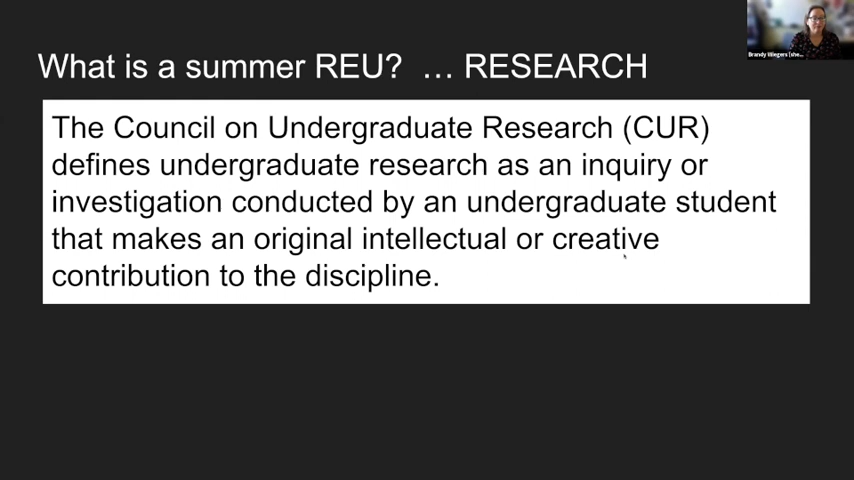 What is a summer REU? ... RESEARCH
The Council on Undergraduate Research (CUR)
defines undergraduate research as an inquiry or
investigation conducted by an undergraduate student
that makes an original intellectual or creative
contribution to the discipline.
Brandy Wiegers (she...